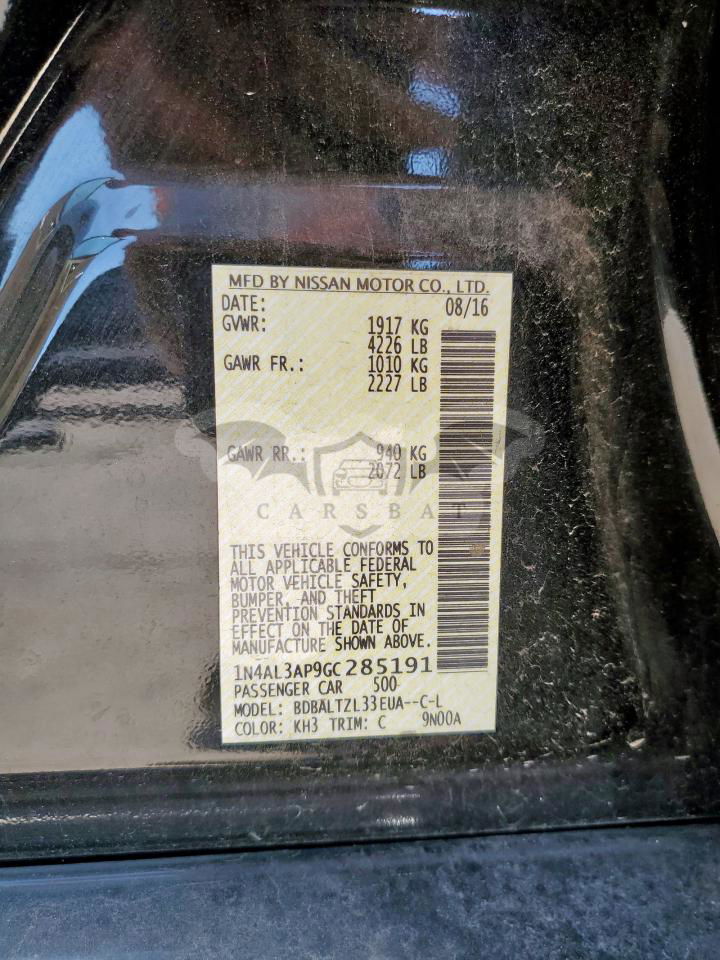 MFD BY NISSAN MOTOR CO., LTD.
DATE: 08/16
GVWR: 1917 KG
4226 LB
GAWR FR.: 1010 KG
2227 LB
GAWR RR.: 940 KG
2072 LB
CARSBAT
THIS VEHICLE CONFORMS TO
ALL APPLICABLE FEDERAL
MOTOR VEHICLE SAFETY,
BUMPER, AND THEFT
PREVENTION STANDARDS IN
EFFECT ON THE DATE OF
MANUFACTURE SHOWN ABOVE.
1N4AL3AP9GC285191
PASSENGER CAR 500
MODEL: BDBALTZL33EUA--C-L
COLOR: KH3 TRIM: C 9N00A